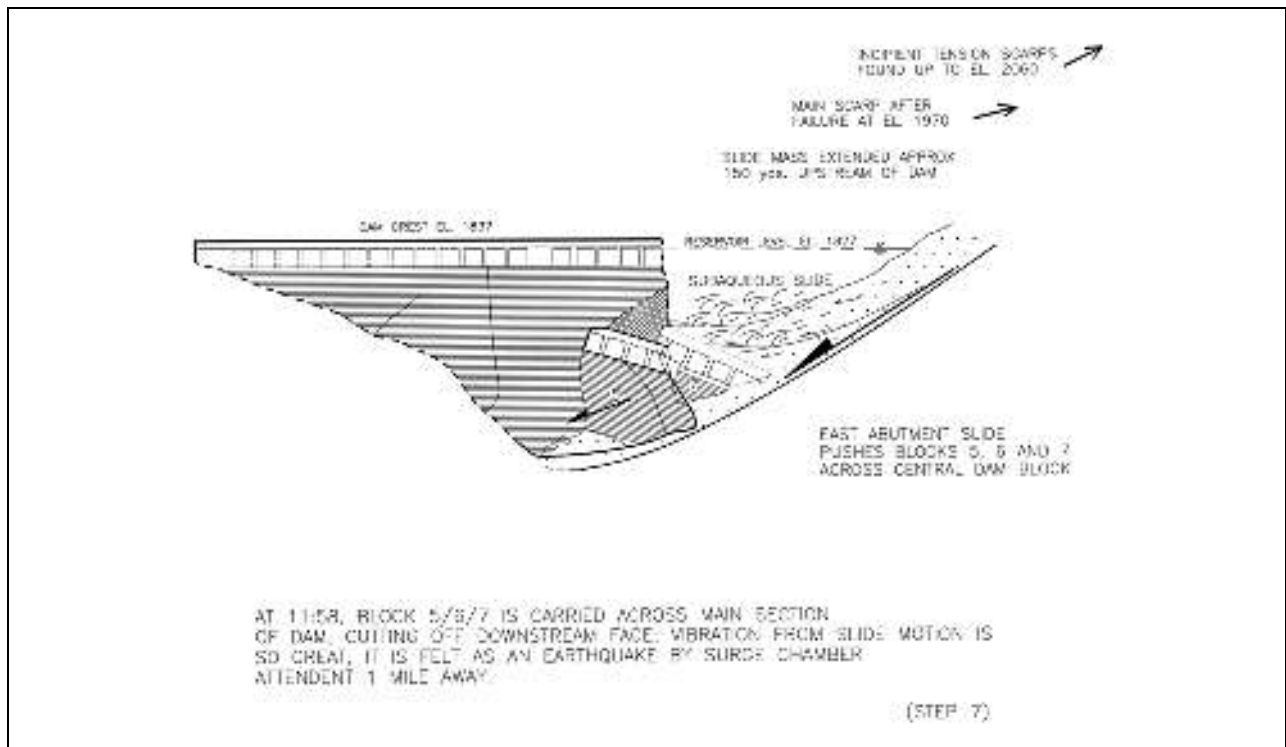 INCIPIENT TENSION SCARPS
FOUND UP TO EL. 2060
MAIN SCARP AFTER
FAILURE AT EL. 1970
SLIDE MASS EXTENDED APPROX
150 yds. UPSTREAM OF DAM
DAM CREST EL. 1837
RESERVOIR LEVEL EL. 1827
SUBAQUEOUS SLIDE
EAST ABUTMENT SLIDE
PUSHES BLOCKS 5, 6 AND 7
ACROSS CENTRAL DAM BLOCK
AT 11:58, BLOCK 5/6/7 IS CARRIED ACROSS MAIN SECTION
OF DAM, CUTTING OFF DOWNSTREAM FACE. VIBRATION FROM SLIDE MOTION IS
SO GREAT, IT IS FELT AS AN EARTHQUAKE BY SURGE CHAMBER
ATTENDENT 1 MILE AWAY.
(STEP 7)